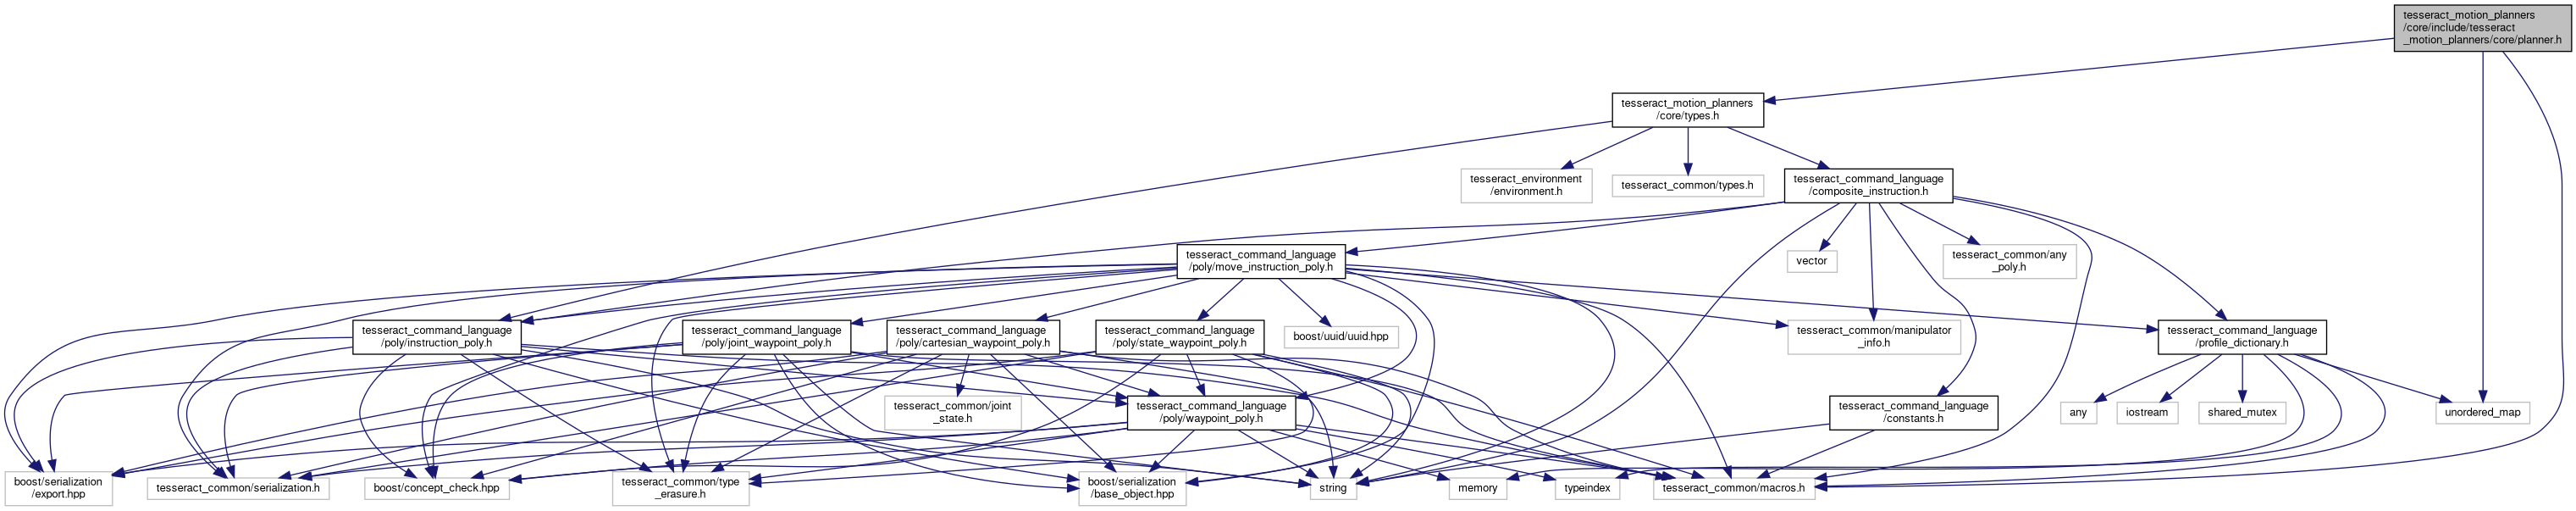 tesseract_motion_planners
/core/include/tesseract
_motion_planners/core/planner.h
tesseract_motion_planners
/core/types.h
tesseract_environment
/environment.h
tesseract_common/types.h
tesseract_command_language
/composite_instruction.h
tesseract_command_language
/poly/move_instruction_poly.h
vector
tesseract_common/any
_poly.h
tesseract_command_language
/poly/instruction_poly.h
tesseract_command_language
/poly/joint_waypoint_poly.h
tesseract_command_language
/poly/cartesian_waypoint_poly.h
tesseract_command_language
/poly/state_waypoint_poly.h
boost/uuid/uuid.hpp
tesseract_common/manipulator
_info.h
tesseract_command_language
/profile_dictionary.h
tesseract_common/joint
_state.h
tesseract_command_language
/poly/waypoint_poly.h
tesseract_command_language
/constants.h
any
iostream
shared_mutex
unordered_map
boost/serialization
/export.hpp
tesseract_common/serialization.h
boost/concept_check.hpp
tesseract_common/type
_erasure.h
boost/serialization
/base_object.hpp
string
memory
typeindex
tesseract_common/macros.h